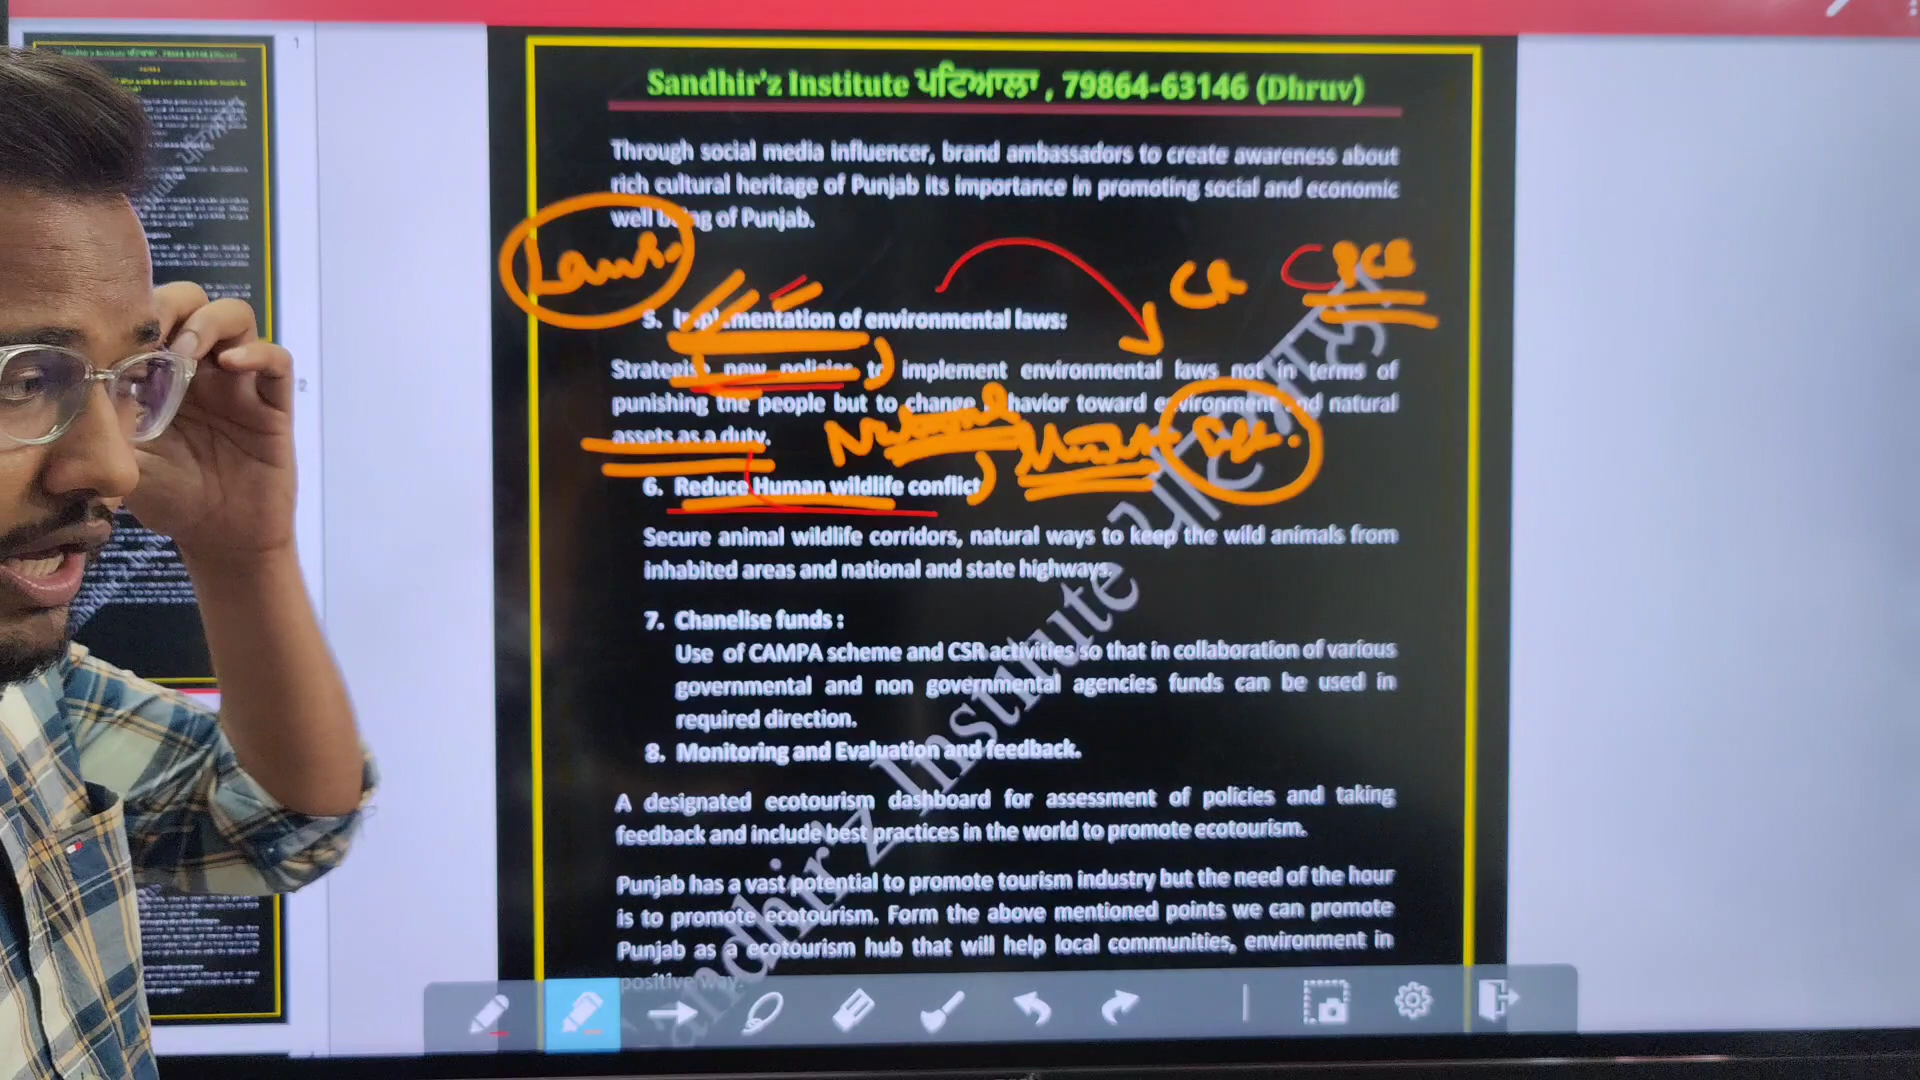 Sandhir'z Institute ਪਟਿਆਲਾ , 79864-63146 (Dhruv)
Through social media influencer, brand ambassadors to create awareness about
rich cultural heritage of Punjab its importance in promoting social and economic
well being of Punjab.
Laws.
CPCB
5. Implementation of environmental laws:
Strategise new policies to implement environmental laws not in terms of
punishing the people but to change behavior toward environment and natural
assets as a duty.
6. Reduce Human wildlife conflict
Secure animal wildlife corridors, natural ways to keep the wild animals from
inhabited areas and national and state highways.
7. Chanelise funds :
Use of CAMPA scheme and CSR activities so that in collaboration of various
governmental and non governmental agencies funds can be used in
required direction.
8. Monitoring and Evaluation and feedback.
A designated ecotourism dashboard for assessment of policies and taking
feedback and include best practices in the world to promote ecotourism.
Punjab has a vast potential to promote tourism industry but the need of the hour
is to promote ecotourism. Form the above mentioned points we can promote
Punjab as a ecotourism hub that will help local communities, environment in
positive way.
Sandhir'z Institute ਪਟਿਆਲਾ